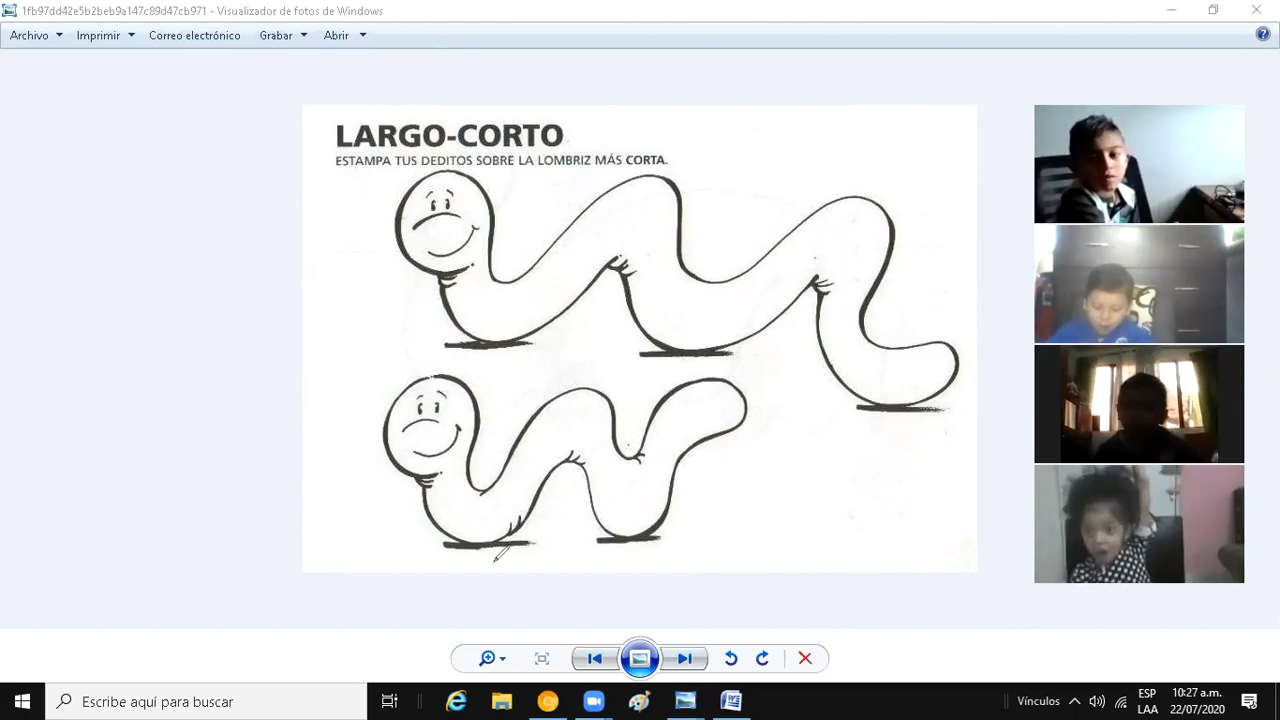 1fb97dd42e5b2beb9a147c89d47cb971 - Visualizador de fotos de Windows
Archivo Imprimir Correo electrónico Grabar Abrir
LARGO-CORTO
ESTAMPA TUS DEDITOS SOBRE LA LOMBRIZ MÁS CORTA.
Escribe aquí para buscar
Vínculos
ESP
LAA
10:27 a.m.
22/07/2020